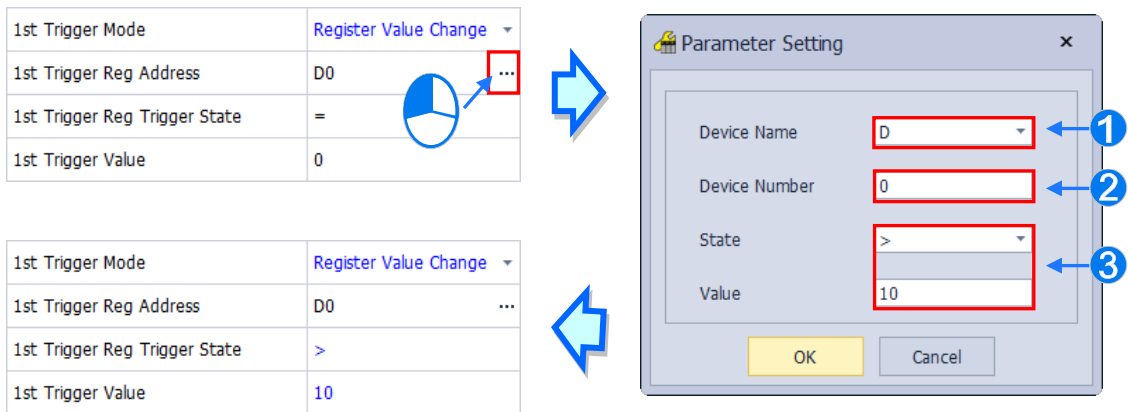 1st Trigger Mode Register Value Change
1st Trigger Reg Address D0 ...
1st Trigger Reg Trigger State =
1st Trigger Value 0
Parameter Setting ×
Device Name D 1
Device Number 0 2
State >
3
Value 10
OK Cancel
1st Trigger Mode Register Value Change
1st Trigger Reg Address D0 ...
1st Trigger Reg Trigger State >
1st Trigger Value 10